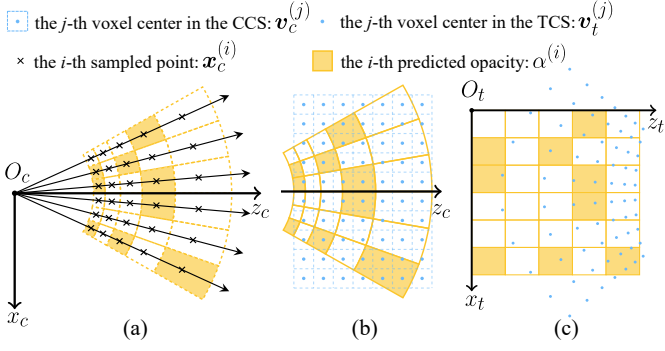 the j-th voxel center in the CCS: v_c^{(j)}
the j-th voxel center in the TCS: v_t^{(j)}
the i-th sampled point: x_c^{(i)}
the i-th predicted opacity: α^{(i)}
O_c
z_c
x_c
z_c
O_t
z_t
x_t
(a)
(b)
(c)